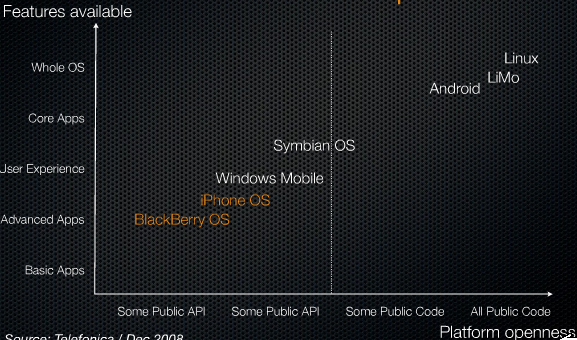 Features available
Whole OS
Linux
LiMo
Android
Core Apps
Symbian OS
User Experience
Windows Mobile
iPhone OS
Advanced Apps
BlackBerry OS
Basic Apps
Some Public API
Some Public API
Some Public Code
All Public Code
Platform openness
Source: Telefonica / Dec 2008